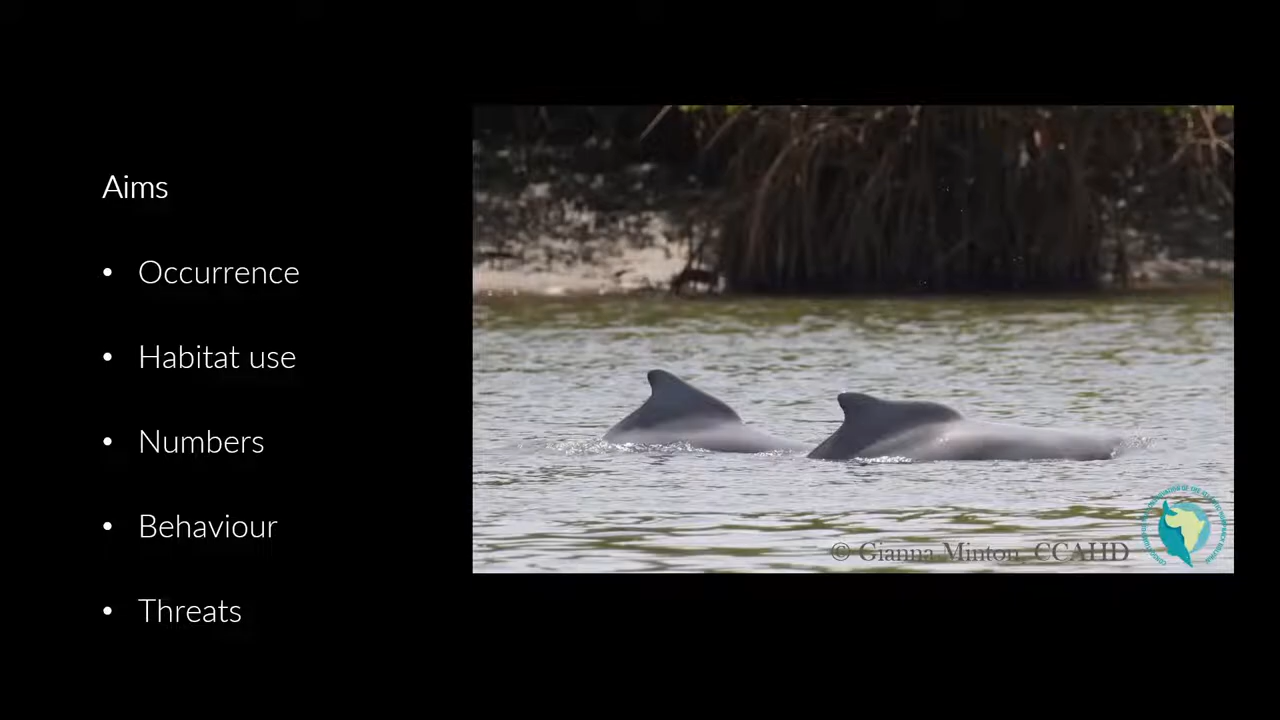 Aims
• Occurrence
• Habitat use
• Numbers
• Behaviour
• Threats
© Gianna Minton, CCAHD